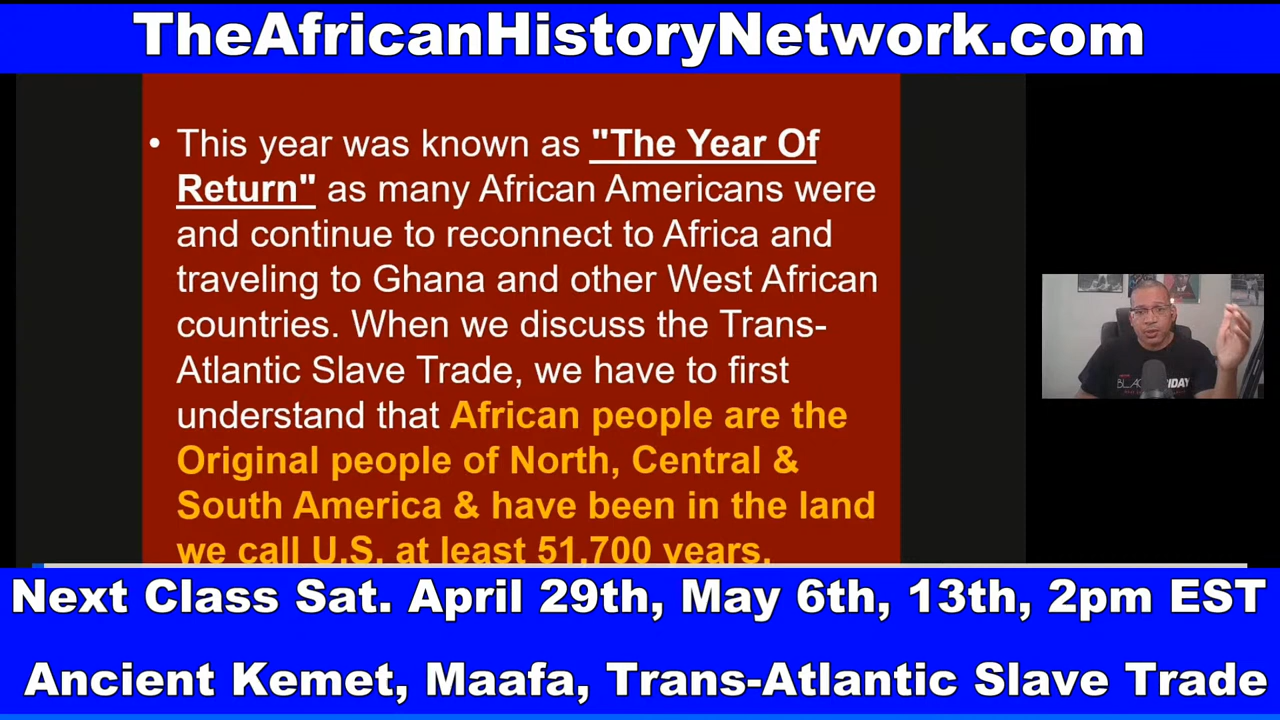 TheAfricanHistoryNetwork.com
• This year was known as "The Year Of
Return" as many African Americans were
and continue to reconnect to Africa and
traveling to Ghana and other West African
countries. When we discuss the Trans-
Atlantic Slave Trade, we have to first
understand that African people are the
Original people of North, Central &
South America & have been in the land
we call U.S. at least 51,700 years.
Next Class Sat. April 29th, May 6th, 13th, 2pm EST
Ancient Kemet, Maafa, Trans-Atlantic Slave Trade